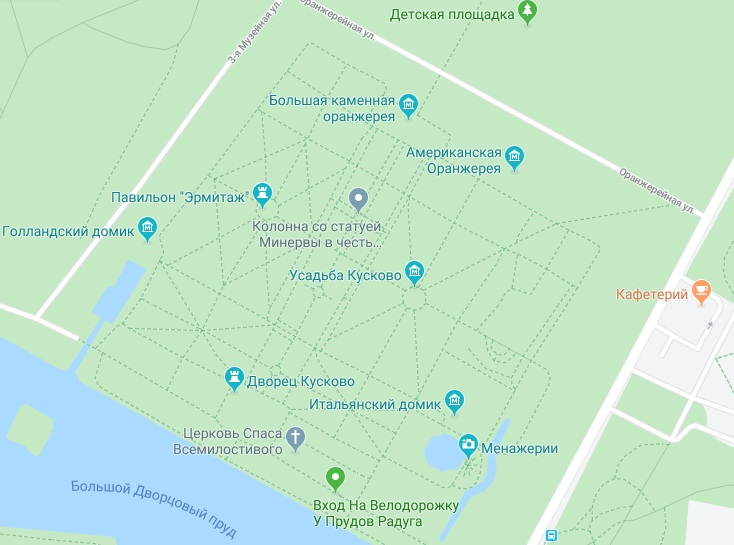 Детская площадка
Оранжерейная ул.
3-я Музейная ул.
Большая каменная
оранжерея
Американская
Оранжерея
Оранжерейная ул.
Павильон "Эрмитаж"
Голландский домик
Колонна со статуей
Минервы в честь...
Усадьба Кусково
Кафетерий
Дворец Кусково
Итальянский домик
Церковь Спаса
Всемилостивого
Менажерии
Большой Дворцовый пруд
Вход На Велодорожку
У Прудов Радуга